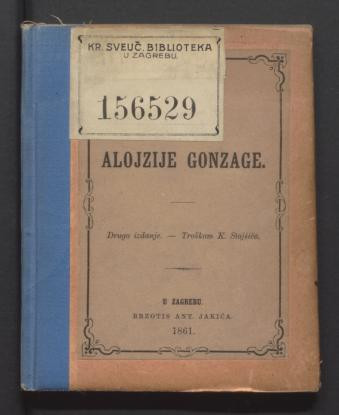 KR. SVEUČ. BIBLIOTEKA
U ZAGREBU.
156529
ALOJZIJE GONZAGE.
Drugo izdanje. — Troškom K. Stojšića.
U ZAGREBU.
BRZOTIS ANT. JAKIĆA.
1861.